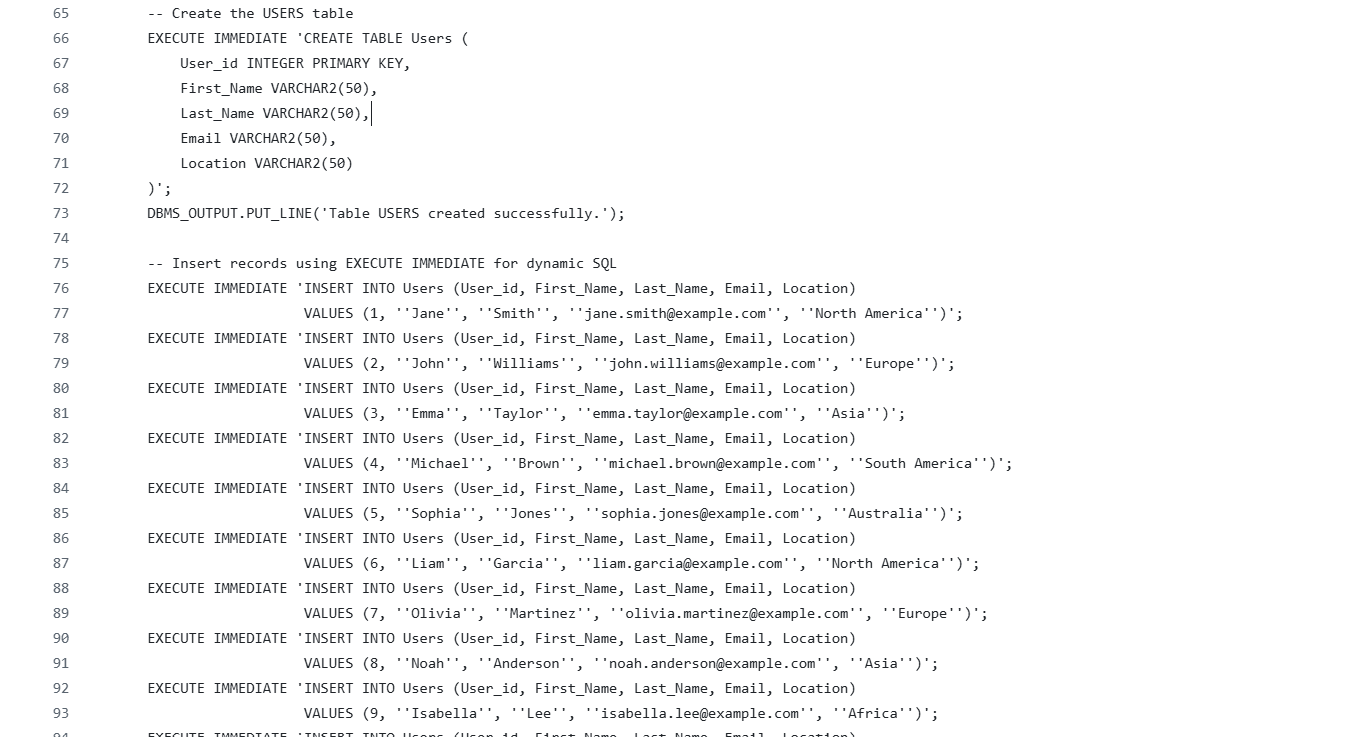 65 -- Create the USERS table
66 EXECUTE IMMEDIATE 'CREATE TABLE Users (
67 User_id INTEGER PRIMARY KEY,
68 First_Name VARCHAR2(50),
69 Last_Name VARCHAR2(50),
70 Email VARCHAR2(50),
71 Location VARCHAR2(50)
72 )';
73 DBMS_OUTPUT.PUT_LINE('Table USERS created successfully.');
74
75 -- Insert records using EXECUTE IMMEDIATE for dynamic SQL
76 EXECUTE IMMEDIATE 'INSERT INTO Users (User_id, First_Name, Last_Name, Email, Location)
77 VALUES (1, ''Jane'', ''Smith'', ''jane.smith@example.com'', ''North America'')';
78 EXECUTE IMMEDIATE 'INSERT INTO Users (User_id, First_Name, Last_Name, Email, Location)
79 VALUES (2, ''John'', ''Williams'', ''john.williams@example.com'', ''Europe'')';
80 EXECUTE IMMEDIATE 'INSERT INTO Users (User_id, First_Name, Last_Name, Email, Location)
81 VALUES (3, ''Emma'', ''Taylor'', ''emma.taylor@example.com'', ''Asia'')';
82 EXECUTE IMMEDIATE 'INSERT INTO Users (User_id, First_Name, Last_Name, Email, Location)
83 VALUES (4, ''Michael'', ''Brown'', ''michael.brown@example.com'', ''South America'')';
84 EXECUTE IMMEDIATE 'INSERT INTO Users (User_id, First_Name, Last_Name, Email, Location)
85 VALUES (5, ''Sophia'', ''Jones'', ''sophia.jones@example.com'', ''Australia'')';
86 EXECUTE IMMEDIATE 'INSERT INTO Users (User_id, First_Name, Last_Name, Email, Location)
87 VALUES (6, ''Liam'', ''Garcia'', ''liam.garcia@example.com'', ''North America'')';
88 EXECUTE IMMEDIATE 'INSERT INTO Users (User_id, First_Name, Last_Name, Email, Location)
89 VALUES (7, ''Olivia'', ''Martinez'', ''olivia.martinez@example.com'', ''Europe'')';
90 EXECUTE IMMEDIATE 'INSERT INTO Users (User_id, First_Name, Last_Name, Email, Location)
91 VALUES (8, ''Noah'', ''Anderson'', ''noah.anderson@example.com'', ''Asia'')';
92 EXECUTE IMMEDIATE 'INSERT INTO Users (User_id, First_Name, Last_Name, Email, Location)
93 VALUES (9, ''Isabella'', ''Lee'', ''isabella.lee@example.com'', ''Africa'')';
94 EXECUTE IMMEDIATE 'INSERT INTO Users (User_id, First_Name, Last_Name, Email, Location)